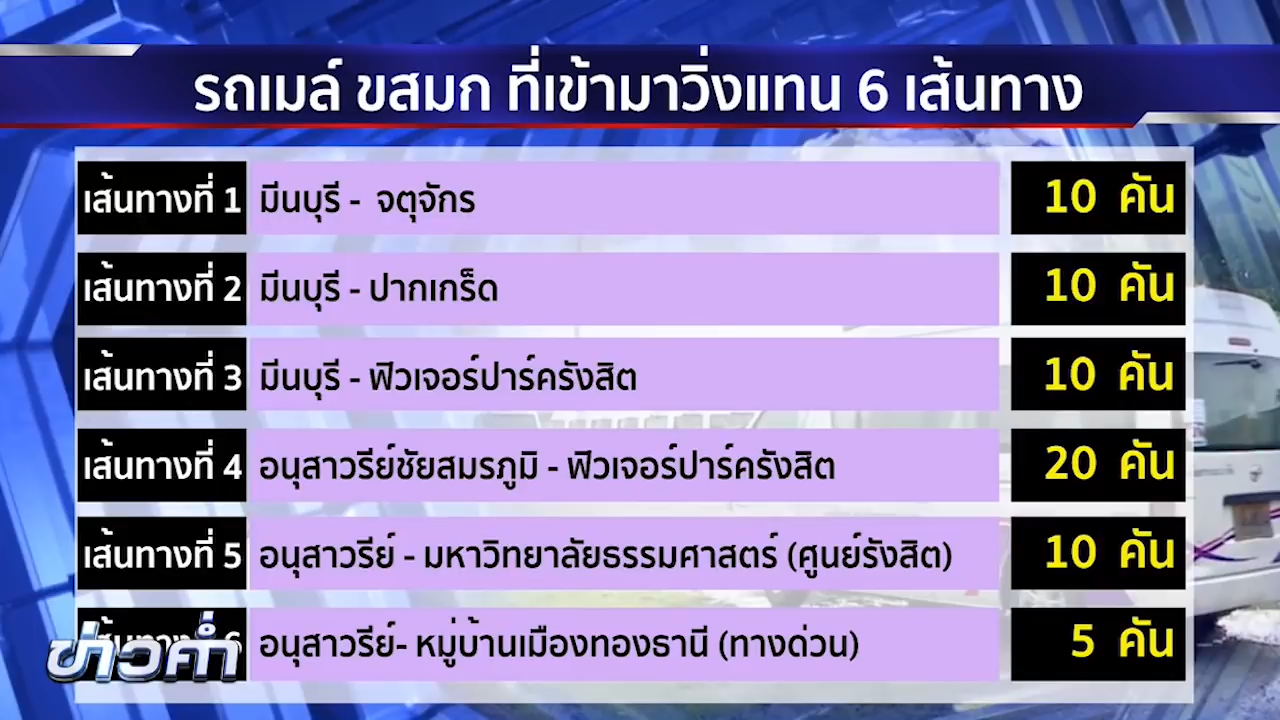 รถเมล์ ขสมก ที่เข้ามาวิ่งแทน 6 เส้นทาง
เส้นทางที่ 1 มีนบุรี - จตุจักร 10 คัน
เส้นทางที่ 2 มีนบุรี - ปากเกร็ด 10 คัน
เส้นทางที่ 3 มีนบุรี - ฟิวเจอร์ปาร์ครังสิต 10 คัน
เส้นทางที่ 4 อนุสาวรีย์ชัยสมรภูมิ - ฟิวเจอร์ปาร์ครังสิต 20 คัน
เส้นทางที่ 5 อนุสาวรีย์ - มหาวิทยาลัยธรรมศาสตร์ (ศูนย์รังสิต) 10 คัน
อนุสาวรีย์- หมู่บ้านเมืองทองธานี (ทางด่วน) 5 คัน
ข่าวค่ำ